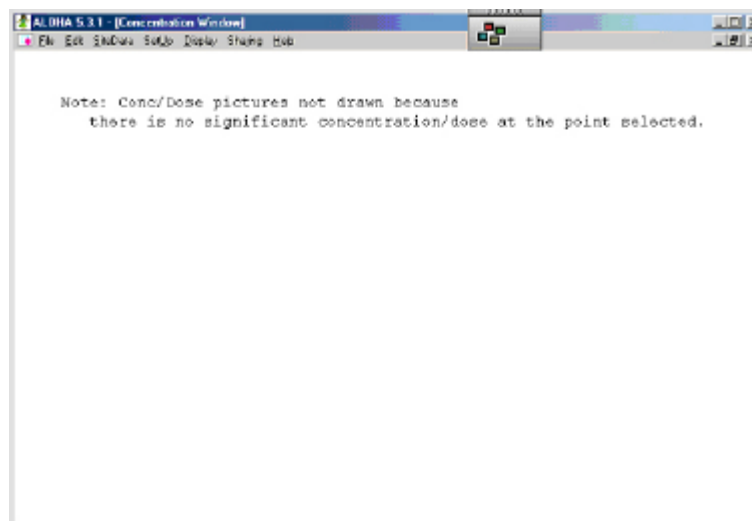 ALOHA 5.3.1 - [Concentration Window]
File Edit SiteData SetUp Display Sharing Help
Note: Conc/Dose pictures not drawn because
there is no significant concentration/dose at the point selected.